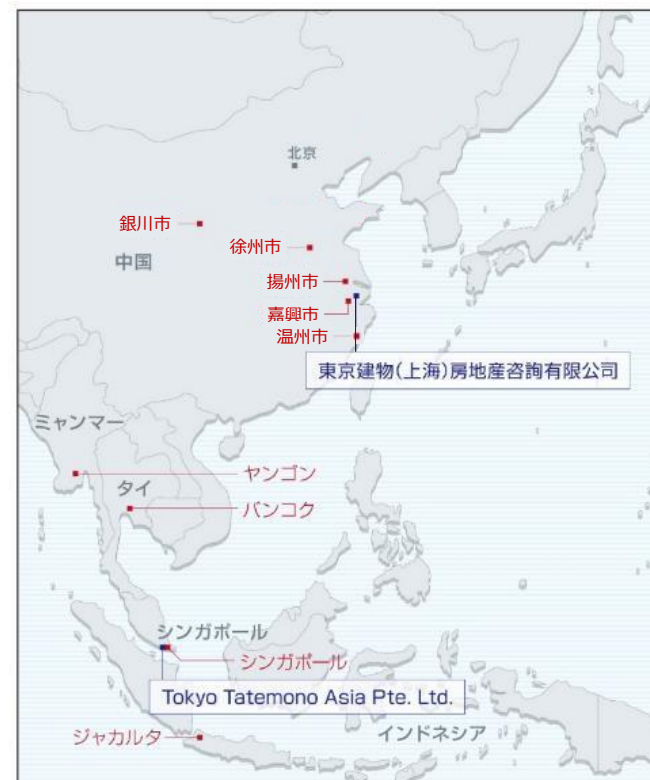 北京
銀川市
徐州市
中国
揚州市
嘉興市
温州市
東京建物(上海)房地産咨詢有限公司
ミャンマー
ヤンゴン
タイ
バンコク
シンガポール
シンガポール
Tokyo Tatemono Asia Pte. Ltd.
ジャカルタ
インドネシア